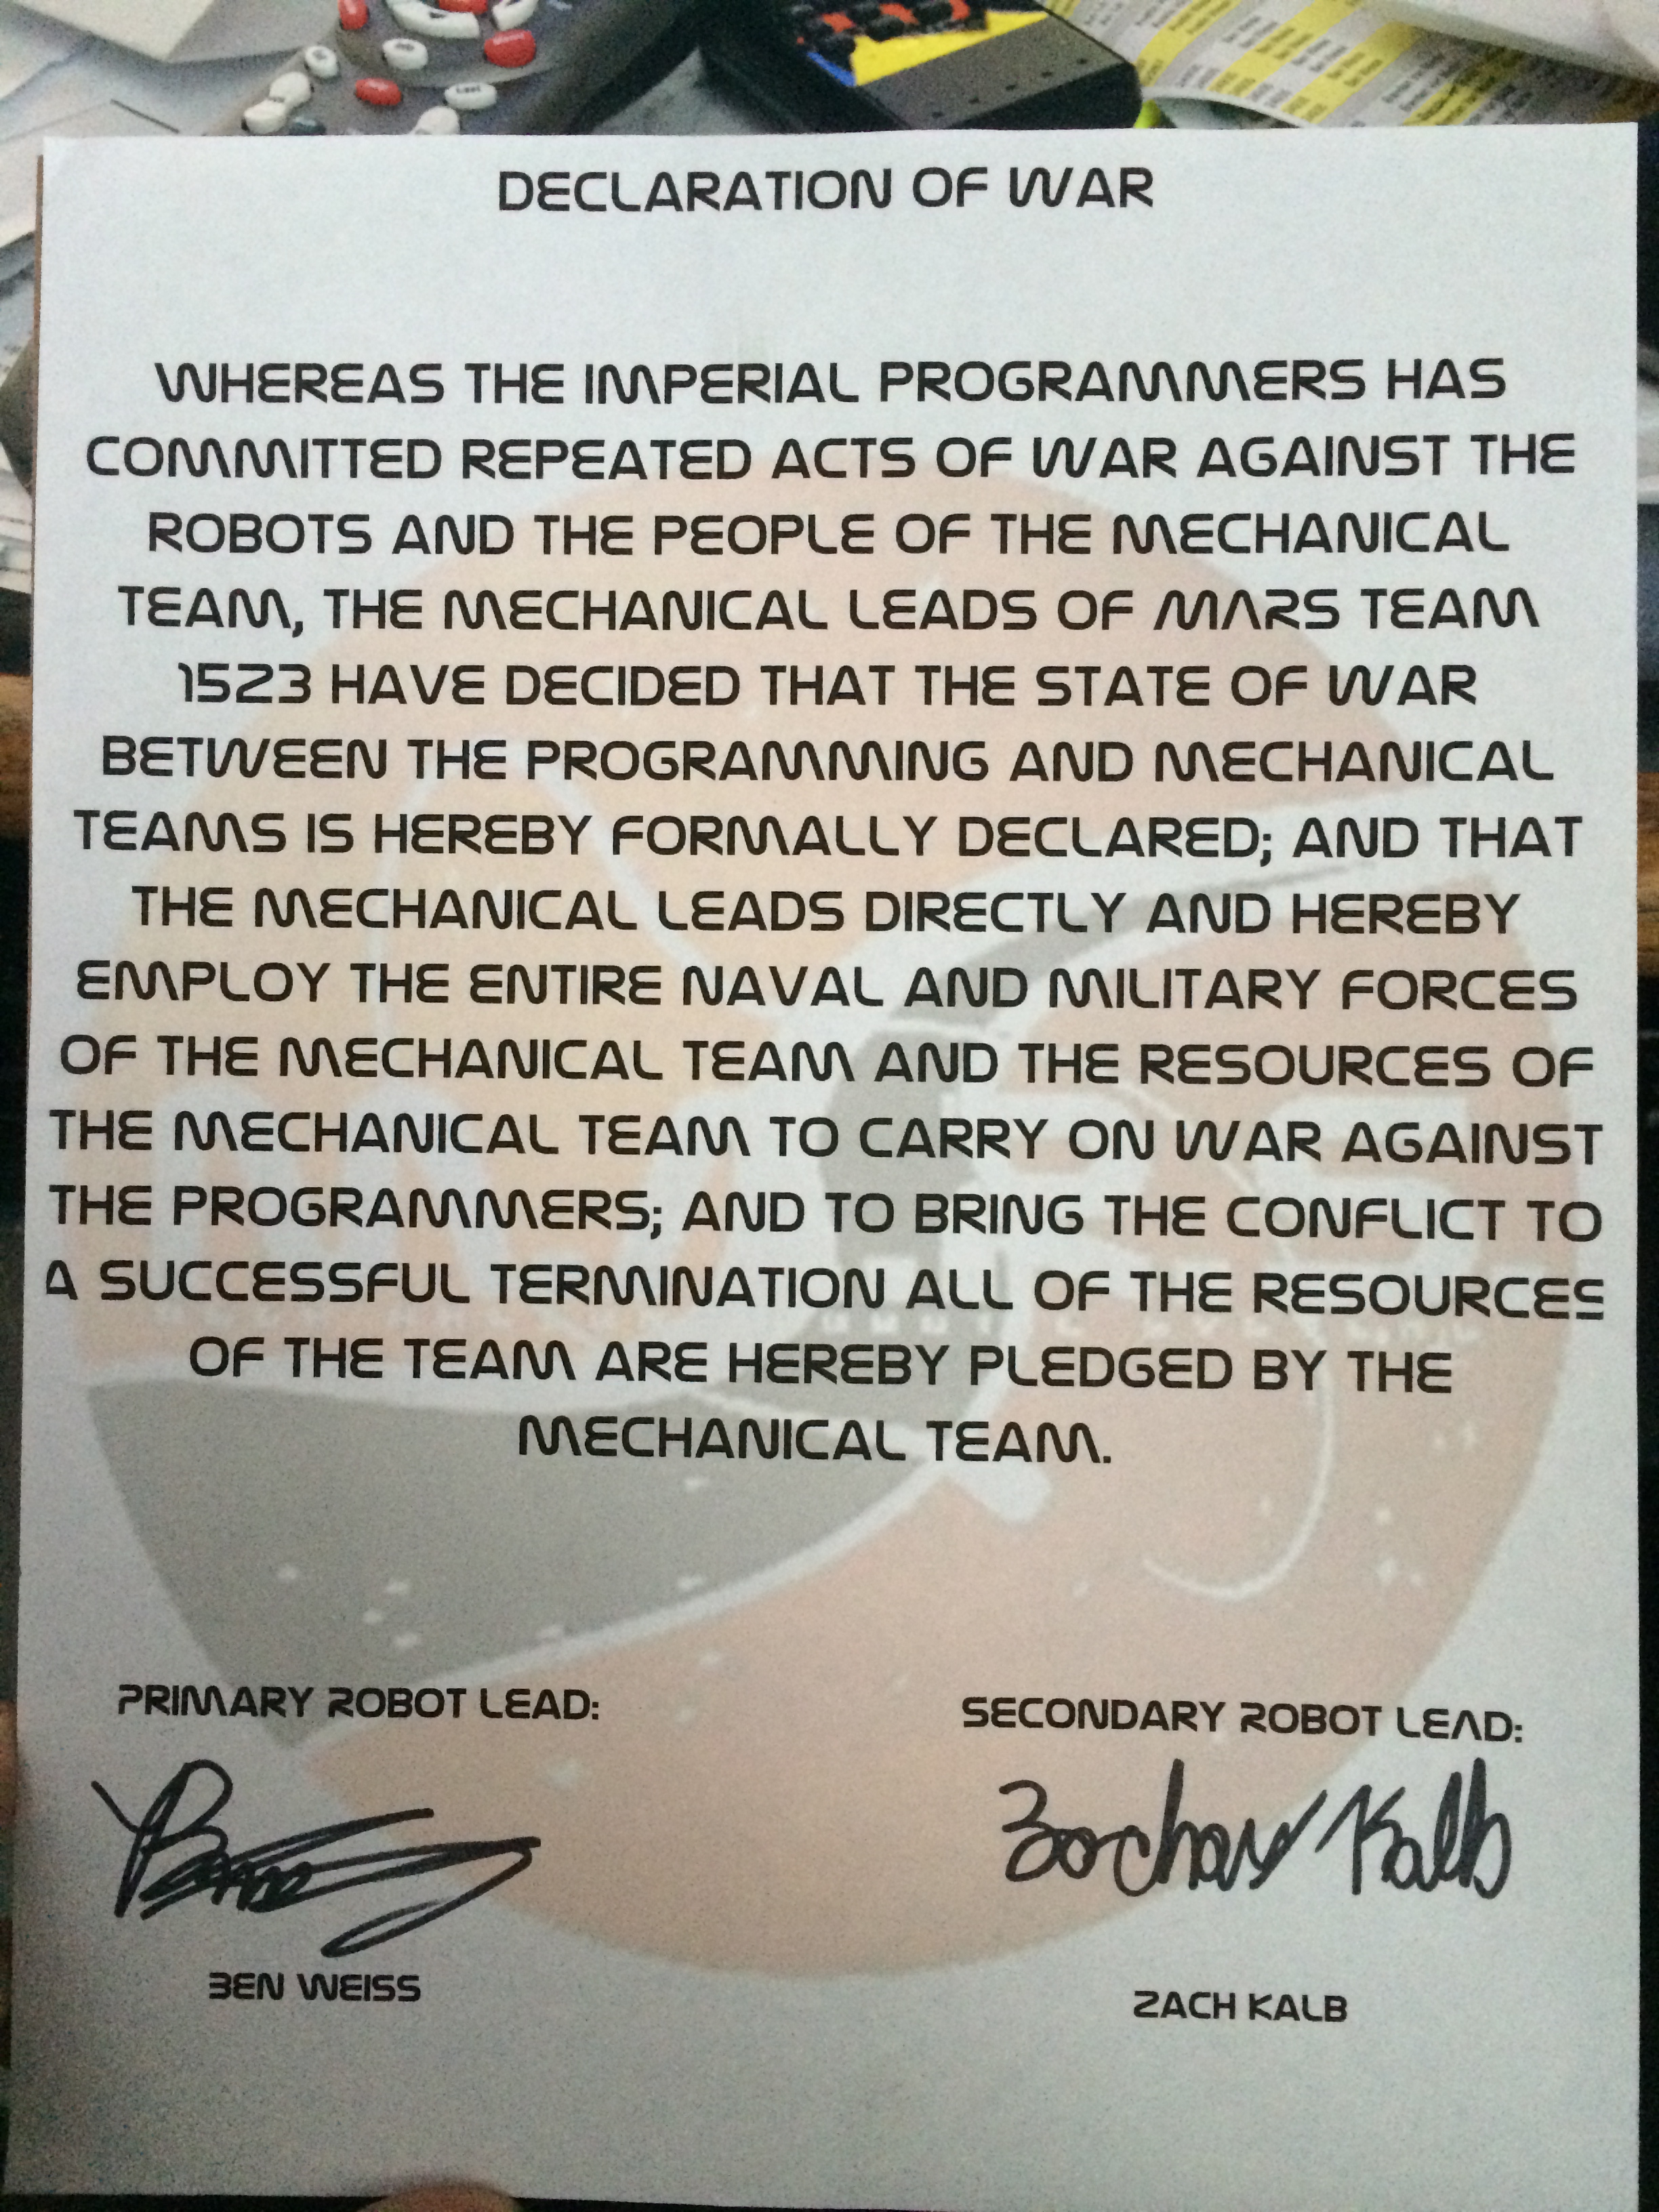 DECLARATION OF WAR
WHEREAS THE IMPERIAL PROGRAMMERS HAS
COMMITTED REPEATED ACTS OF WAR AGAINST THE
ROBOTS AND THE PEOPLE OF THE MECHANICAL
TEAM, THE MECHANICAL LEADS OF MARS TEAM
1523 HAVE DECIDED THAT THE STATE OF WAR
BETWEEN THE PROGRAMMING AND MECHANICAL
TEAMS IS HEREBY FORMALLY DECLARED; AND THAT
THE MECHANICAL LEADS DIRECTLY AND HEREBY
EMPLOY THE ENTIRE NAVAL AND MILITARY FORCES
OF THE MECHANICAL TEAM AND THE RESOURCES OF
THE MECHANICAL TEAM TO CARRY ON WAR AGAINST
THE PROGRAMMERS; AND TO BRING THE CONFLICT TO
A SUCCESSFUL TERMINATION ALL OF THE RESOURCES
OF THE TEAM ARE HEREBY PLEDGED BY THE
MECHANICAL TEAM.
PRIMARY ROBOT LEAD:
SECONDARY ROBOT LEAD:
Kalb
BEN WEISS
ZACH KALB